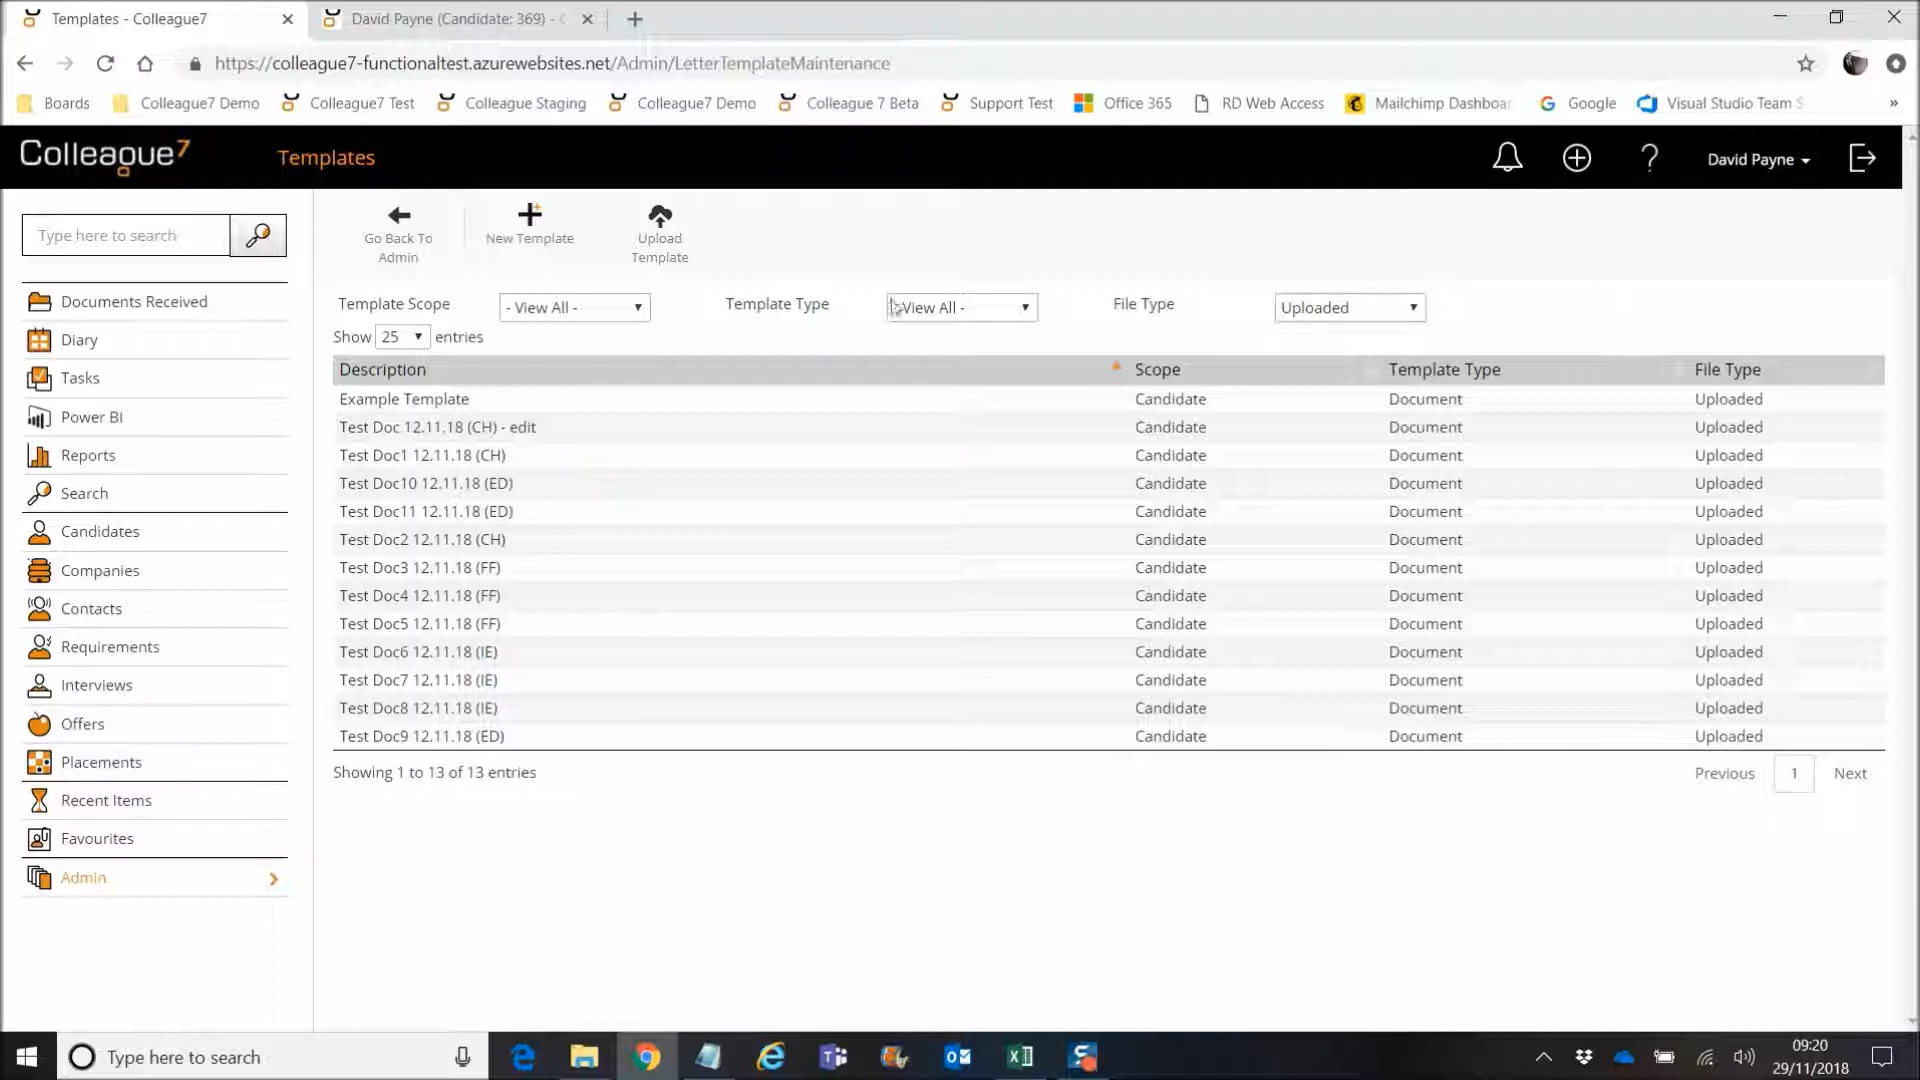 Templates - Colleague7
David Payne (Candidate: 369) -
https://colleague7-functionaltest.azurewebsites.net/Admin/LetterTemplateMaintenance
Boards
Colleague7 Demo
Colleague7 Test
Colleague Staging
Colleague7 Demo
Colleague 7 Beta
Support Test
Office 365
RD Web Access
Mailchimp Dashboar
Google
Visual Studio Team S
»
Colleague7
Templates
David Payne
Type here to search
Go Back To
Admin
New Template
Upload
Template
Documents Received
Diary
Tasks
Power BI
Reports
Search
Candidates
Companies
Contacts
Requirements
Interviews
Offers
Placements
Recent Items
Favourites
Admin
Template Scope
- View All -
Template Type
View All -
File Type
Uploaded
Show 25 entries
Description Scope Template Type File Type
Example Template Candidate Document Uploaded
Test Doc 12.11.18 (CH) - edit Candidate Document Uploaded
Test Doc1 12.11.18 (CH) Candidate Document Uploaded
Test Doc10 12.11.18 (ED) Candidate Document Uploaded
Test Doc11 12.11.18 (ED) Candidate Document Uploaded
Test Doc2 12.11.18 (CH) Candidate Document Uploaded
Test Doc3 12.11.18 (FF) Candidate Document Uploaded
Test Doc4 12.11.18 (FF) Candidate Document Uploaded
Test Doc5 12.11.18 (FF) Candidate Document Uploaded
Test Doc6 12.11.18 (IE) Candidate Document Uploaded
Test Doc7 12.11.18 (IE) Candidate Document Uploaded
Test Doc8 12.11.18 (IE) Candidate Document Uploaded
Test Doc9 12.11.18 (ED) Candidate Document Uploaded
Showing 1 to 13 of 13 entries
Previous 1 Next
Type here to search
09:20
29/11/2018